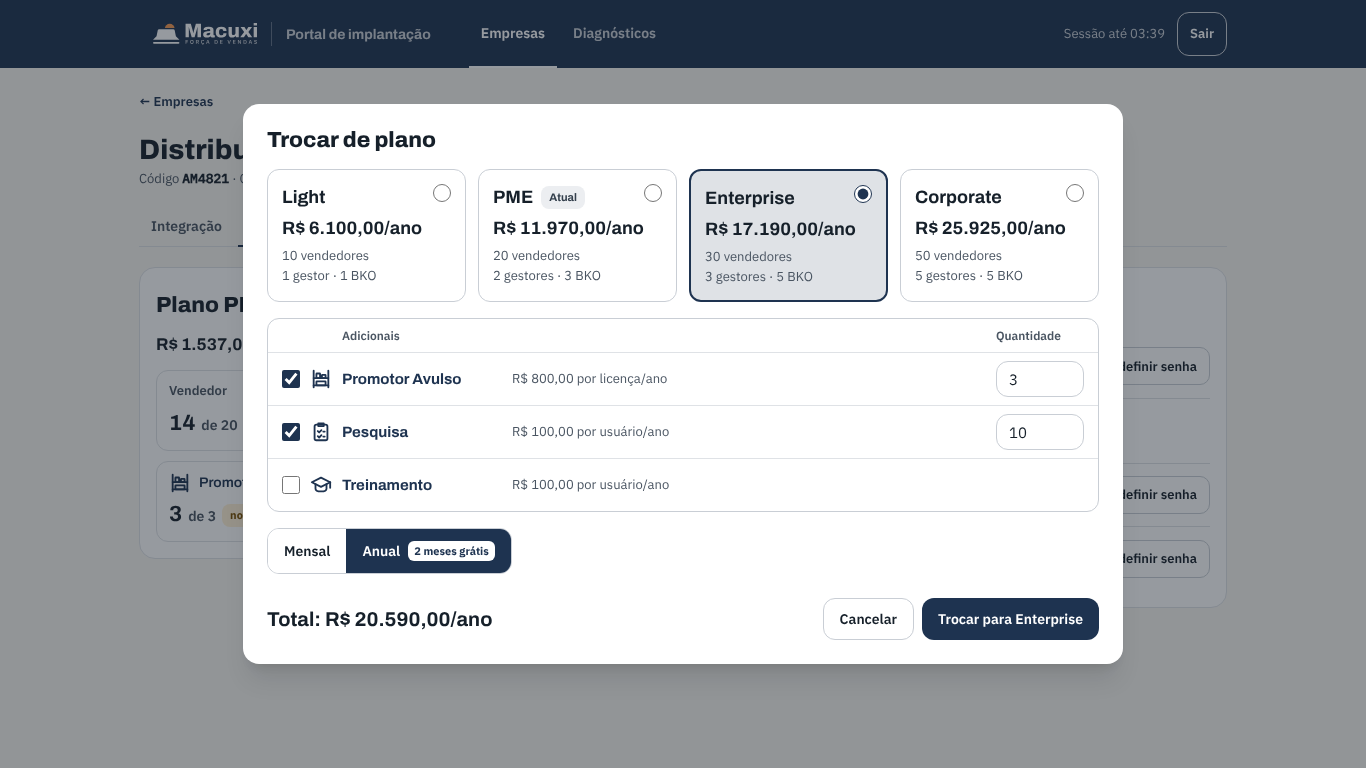 Macuxi
FORÇA DE VENDAS
Portal de implantação
Empresas
Diagnósticos
Sessão até 03:39
Sair
← Empresas
Distribu
Código AM4821 ·
Integração
Plano
R$ 1.537,0
Vendedor
14 de 20
Promo
3 de 3
no
definir senha
definir senha
definir senha
Trocar de plano
Light
R$ 6.100,00/ano
10 vendedores
1 gestor · 1 BKO
PME Atual
R$ 11.970,00/ano
20 vendedores
2 gestores · 3 BKO
Enterprise
R$ 17.190,00/ano
30 vendedores
3 gestores · 5 BKO
Corporate
R$ 25.925,00/ano
50 vendedores
5 gestores · 5 BKO
Adicionais
Quantidade
Promotor Avulso
R$ 800,00 por licença/ano
3
Pesquisa
R$ 100,00 por usuário/ano
10
Treinamento
R$ 100,00 por usuário/ano
Mensal
Anual 2 meses grátis
Total: R$ 20.590,00/ano
Cancelar
Trocar para Enterprise